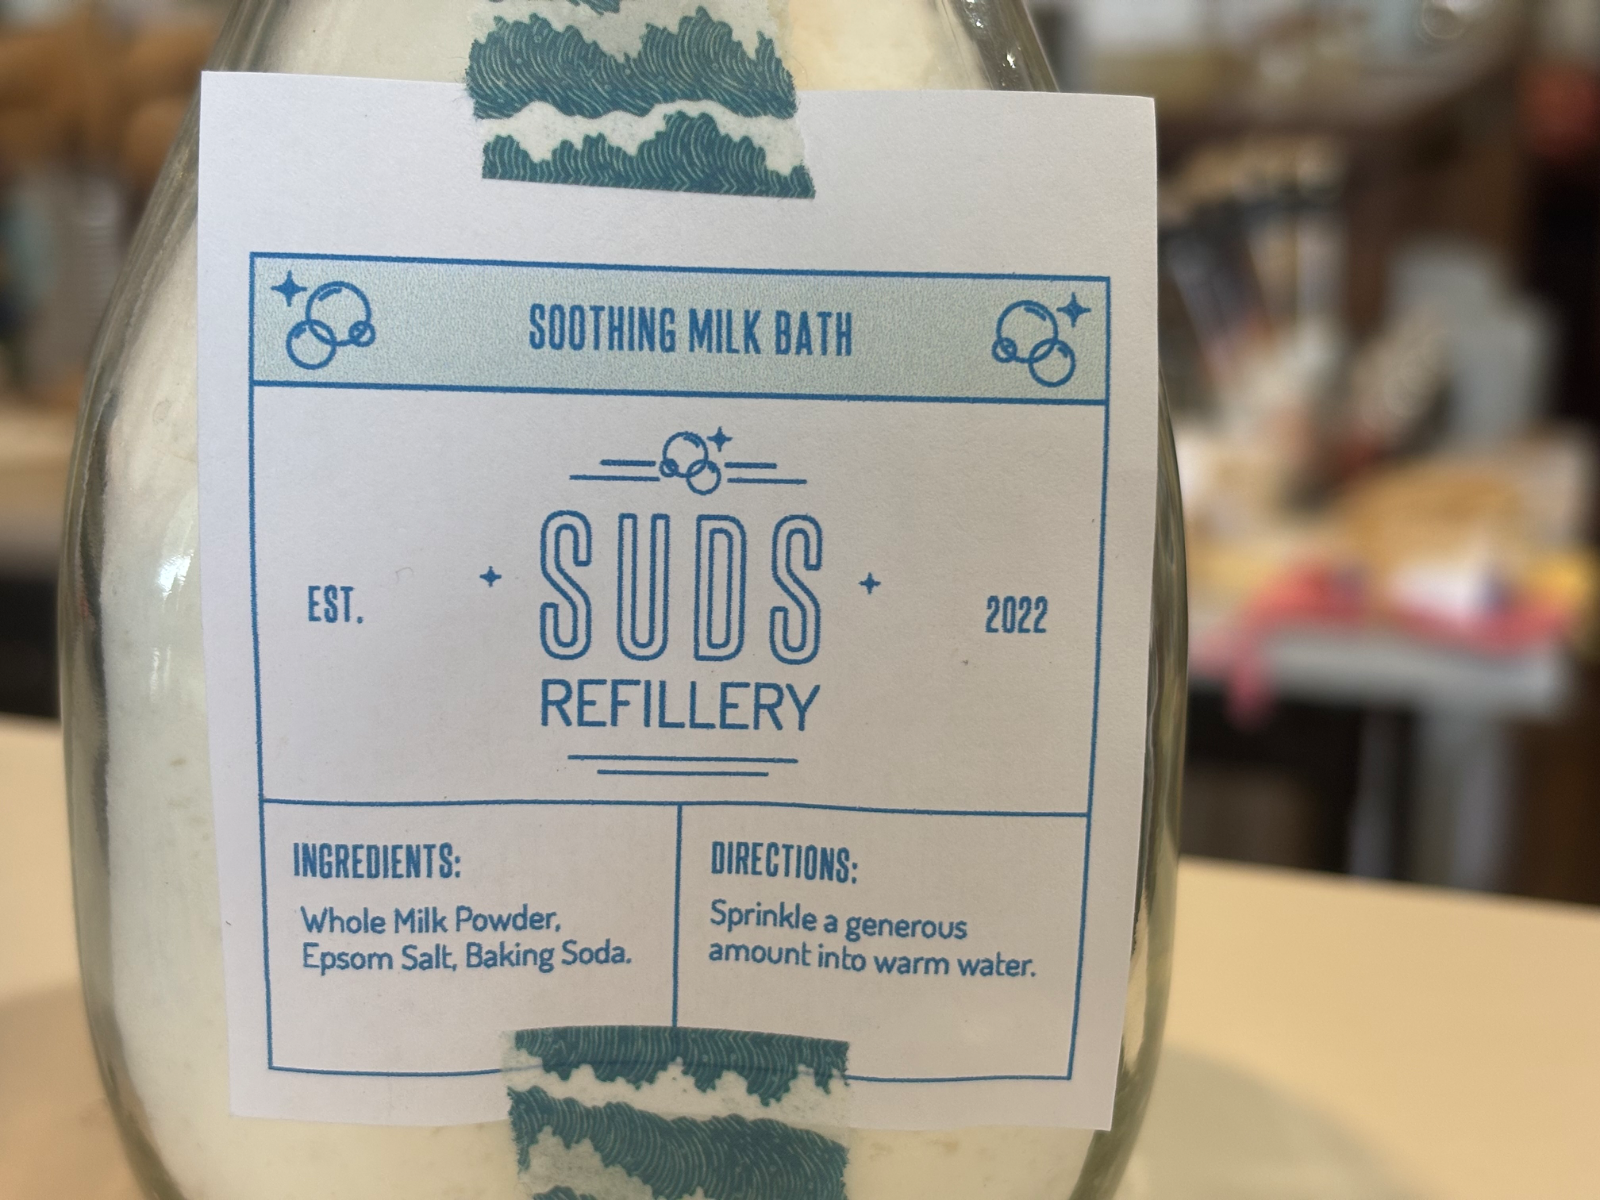 SOOTHING MILK BATH
SUDS
EST.
2022
REFILLERY
INGREDIENTS:
Whole Milk Powder,
Epsom Salt, Baking Soda.
DIRECTIONS:
Sprinkle a generous
amount into warm water.